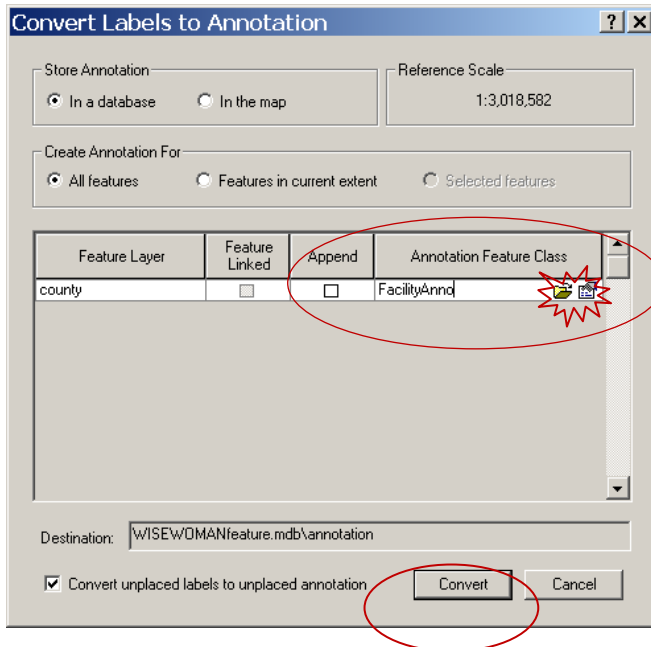 Convert Labels to Annotation
Store Annotation
In a database In the map
Reference Scale
1:3,018,582
Create Annotation For
All features Features in current extent Selected features
Feature Layer Feature Linked Append Annotation Feature Class
county FacilityAnno
Destination: WISEWOMANfeature.mdb\annotation
Convert unplaced labels to unplaced annotation Convert Cancel